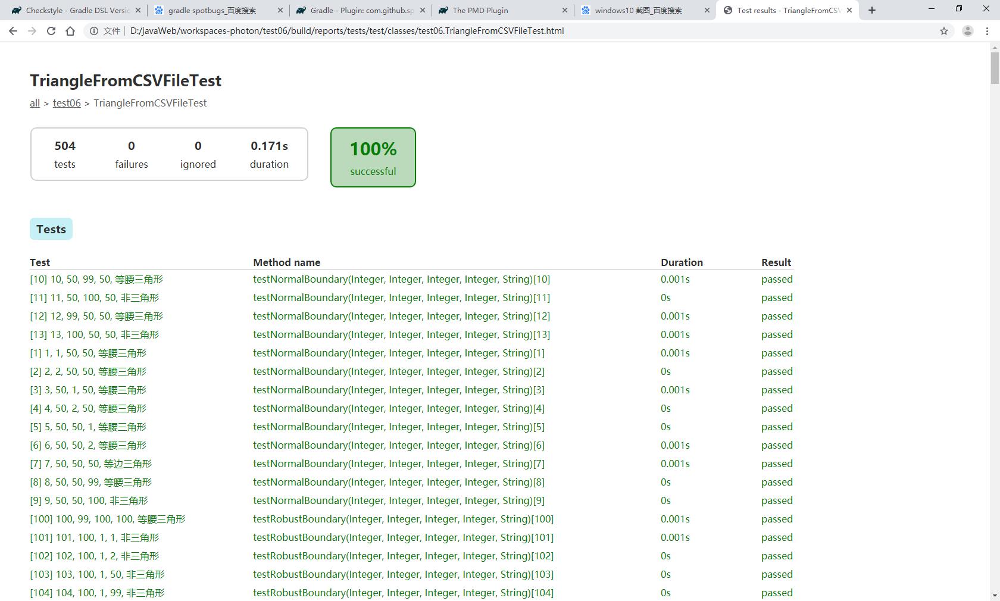 Checkstyle - Gradle DSL Versic
gradle spotbugs_百度搜索
Gradle - Plugin: com.github.sp
The PMD Plugin
windows10 截图_百度搜索
Test results - TriangleFromCSV
文件 D:/javaWeb/workspaces-photon/test06/build/reports/tests/test/classes/test06.TriangleFromCSVFileTest.html
TriangleFromCSVFileTest
all > test06 > TriangleFromCSVFileTest
504 0 0 0.171s
tests failures ignored duration
100%
successful
Tests
Test Method name Duration Result
[10] 10, 50, 99, 50, 等腰三角形 testNormalBoundary(Integer, Integer, Integer, Integer, String)[10] 0.001s passed
[11] 11, 50, 100, 50, 非三角形 testNormalBoundary(Integer, Integer, Integer, Integer, String)[11] 0s passed
[12] 12, 99, 50, 50, 等腰三角形 testNormalBoundary(Integer, Integer, Integer, Integer, String)[12] 0.001s passed
[13] 13, 100, 50, 50, 非三角形 testNormalBoundary(Integer, Integer, Integer, Integer, String)[13] 0.001s passed
[1] 1, 1, 50, 50, 等腰三角形 testNormalBoundary(Integer, Integer, Integer, Integer, String)[1] 0.001s passed
[2] 2, 2, 50, 50, 等腰三角形 testNormalBoundary(Integer, Integer, Integer, Integer, String)[2] 0s passed
[3] 3, 50, 1, 50, 等腰三角形 testNormalBoundary(Integer, Integer, Integer, Integer, String)[3] 0.001s passed
[4] 4, 50, 2, 50, 等腰三角形 testNormalBoundary(Integer, Integer, Integer, Integer, String)[4] 0s passed
[5] 5, 50, 50, 1, 等腰三角形 testNormalBoundary(Integer, Integer, Integer, Integer, String)[5] 0s passed
[6] 6, 50, 50, 2, 等腰三角形 testNormalBoundary(Integer, Integer, Integer, Integer, String)[6] 0.001s passed
[7] 7, 50, 50, 50, 等边三角形 testNormalBoundary(Integer, Integer, Integer, Integer, String)[7] 0.001s passed
[8] 8, 50, 50, 99, 等腰三角形 testNormalBoundary(Integer, Integer, Integer, Integer, String)[8] 0s passed
[9] 9, 50, 50, 100, 非三角形 testNormalBoundary(Integer, Integer, Integer, Integer, String)[9] 0s passed
[100] 100, 99, 100, 100, 等腰三角形 testRobustBoundary(Integer, Integer, Integer, Integer, String)[100] 0.001s passed
[101] 101, 100, 1, 1, 非三角形 testRobustBoundary(Integer, Integer, Integer, Integer, String)[101] 0.001s passed
[102] 102, 100, 1, 2, 非三角形 testRobustBoundary(Integer, Integer, Integer, Integer, String)[102] 0s passed
[103] 103, 100, 1, 50, 非三角形 testRobustBoundary(Integer, Integer, Integer, Integer, String)[103] 0s passed
[104] 104, 100, 1, 99, 非三角形 testRobustBoundary(Integer, Integer, Integer, Integer, String)[104] 0s passed